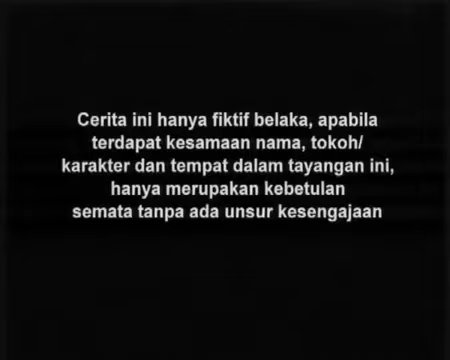 Cerita ini hanya fiktif belaka, apabila
terdapat kesamaan nama, tokoh/
karakter dan tempat dalam tayangan ini,
hanya merupakan kebetulan
semata tanpa ada unsur kesengajaan